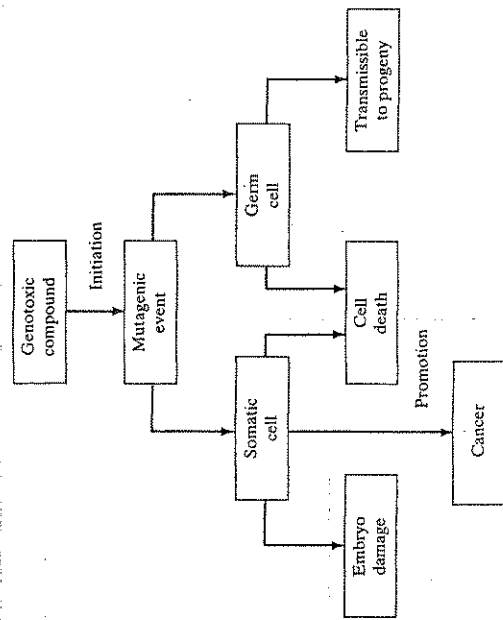 Genotoxic
compound
Initiation
Mutagenic
event
Somatic
cell
Germ
cell
Embryo
damage
Cell
death
Transmissible
to progeny
Promotion
Cancer